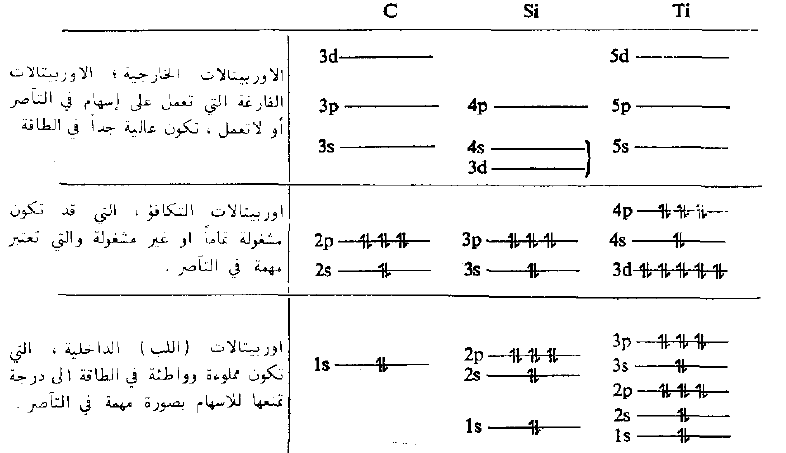 C Si Ti
3d 5d
الاوربيتالات الخارجية ؛ الاوربيتالات
الفارغة التي تعمل على إسهام في التآصر
أو لاتعمل ، تكون عالية جداً في الطاقة
3p 4p 5p
3s 4s 5s
3d
4p
اوربيتالات التكافؤ ، التي قد تكون
مشغولة تماماً او غير مشغولة والتي تعتبر
مهمة في التآصر .
2p 3p 4s
2s 3s 3d
اوربيتالات (اللب) الداخلية ، التي
تكون مملوءة وواطئة في الطاقة الى درجة
تمنعها للاسهام بصورة مهمة في التآصر .
3p
1s 2p 3s
2s 2p
2s
1s 1s